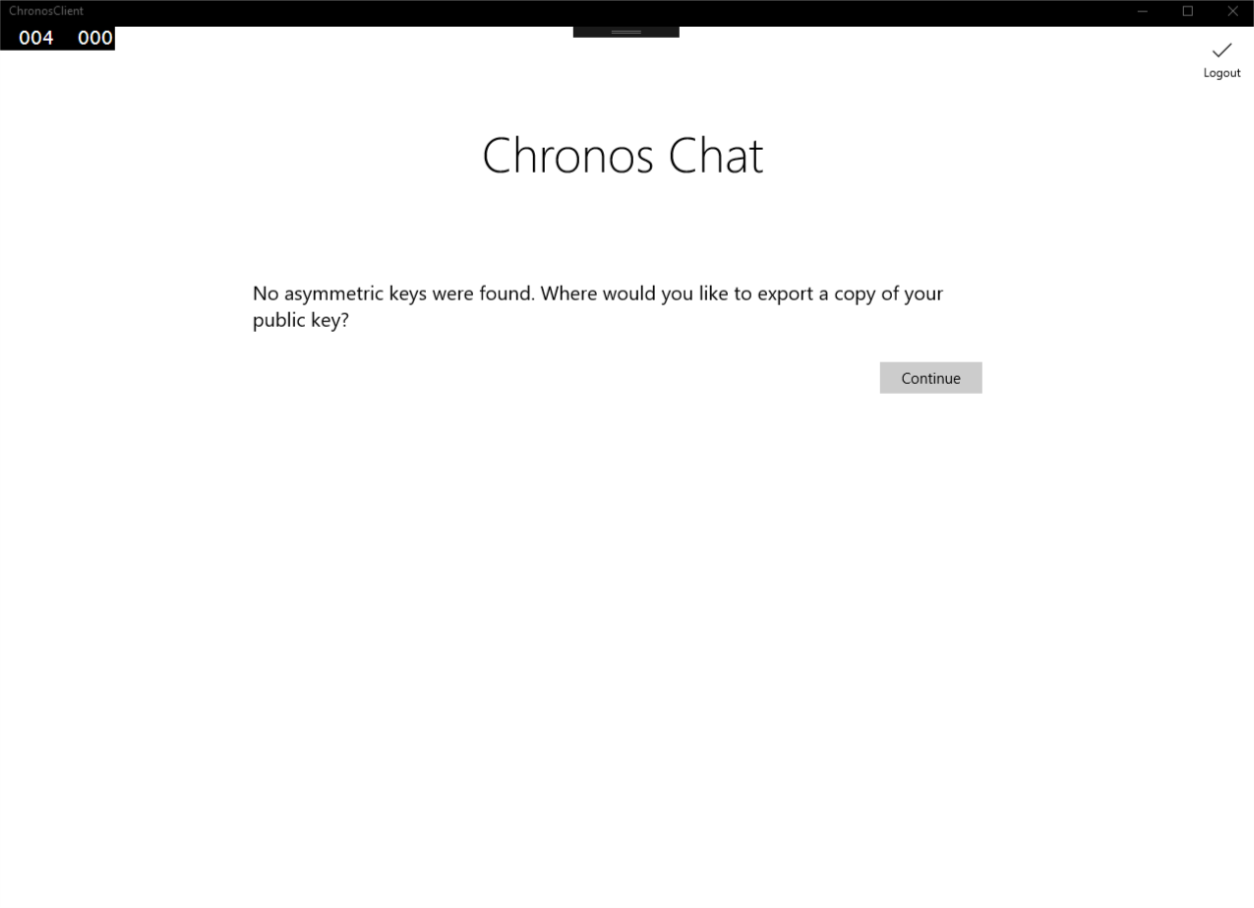 ChronosClient
004 000
Logout
Chronos Chat
No asymmetric keys were found. Where would you like to export a copy of your
public key?
Continue